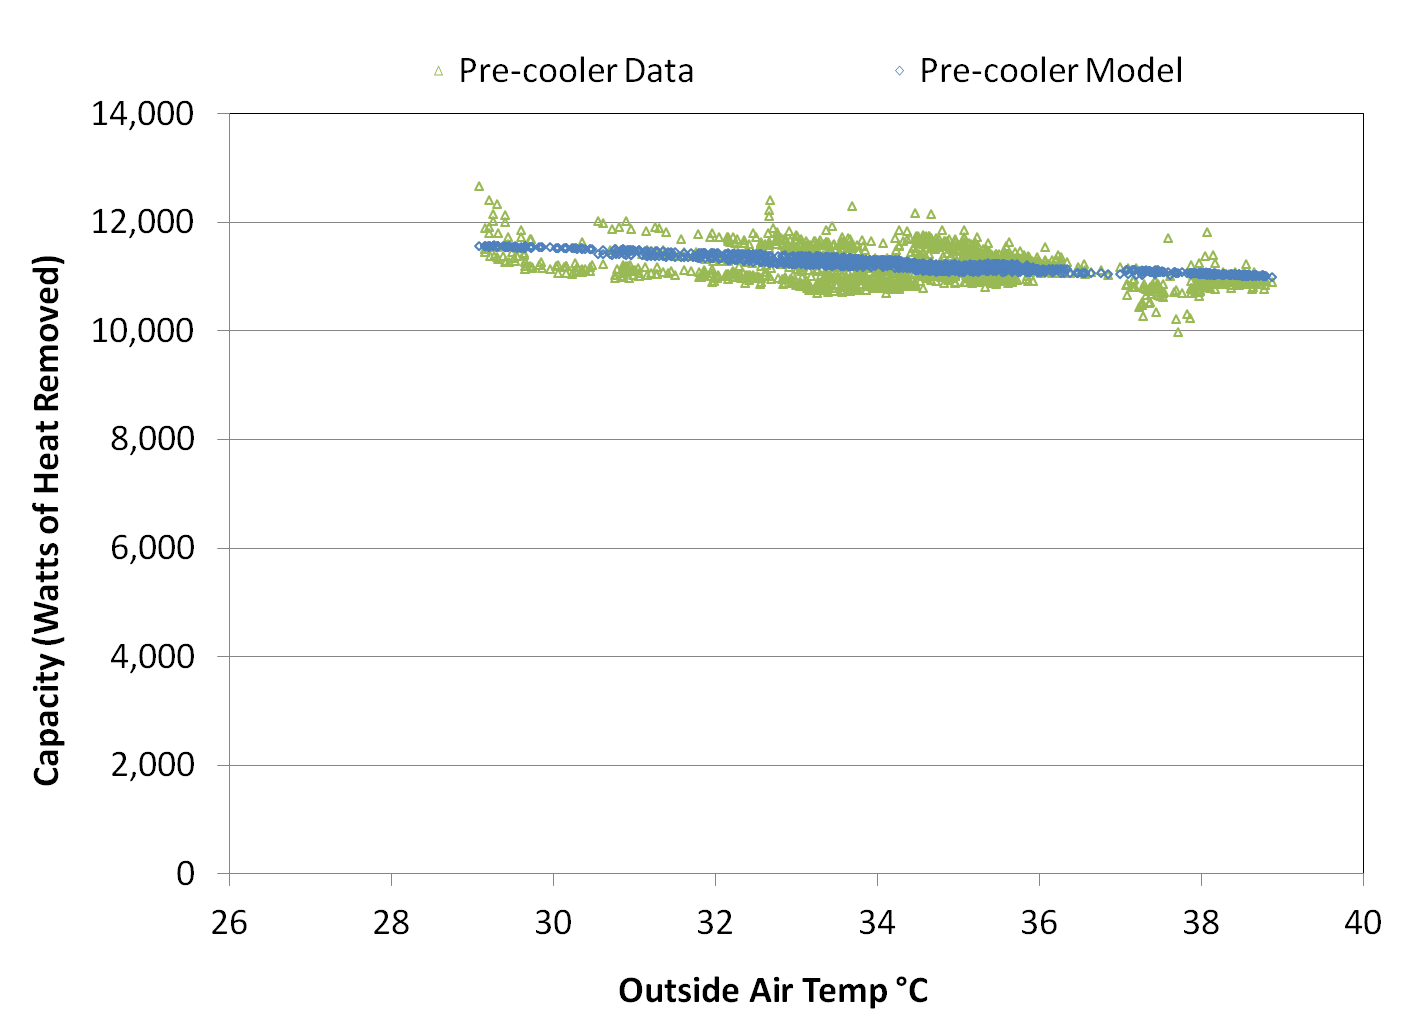 Pre-cooler Data Pre-cooler Model
14,000
12,000
10,000
8,000
6,000
4,000
2,000
0
26 28 30 32 34 36 38 40
Capacity (Watts of Heat Removed)
Outside Air Temp °C